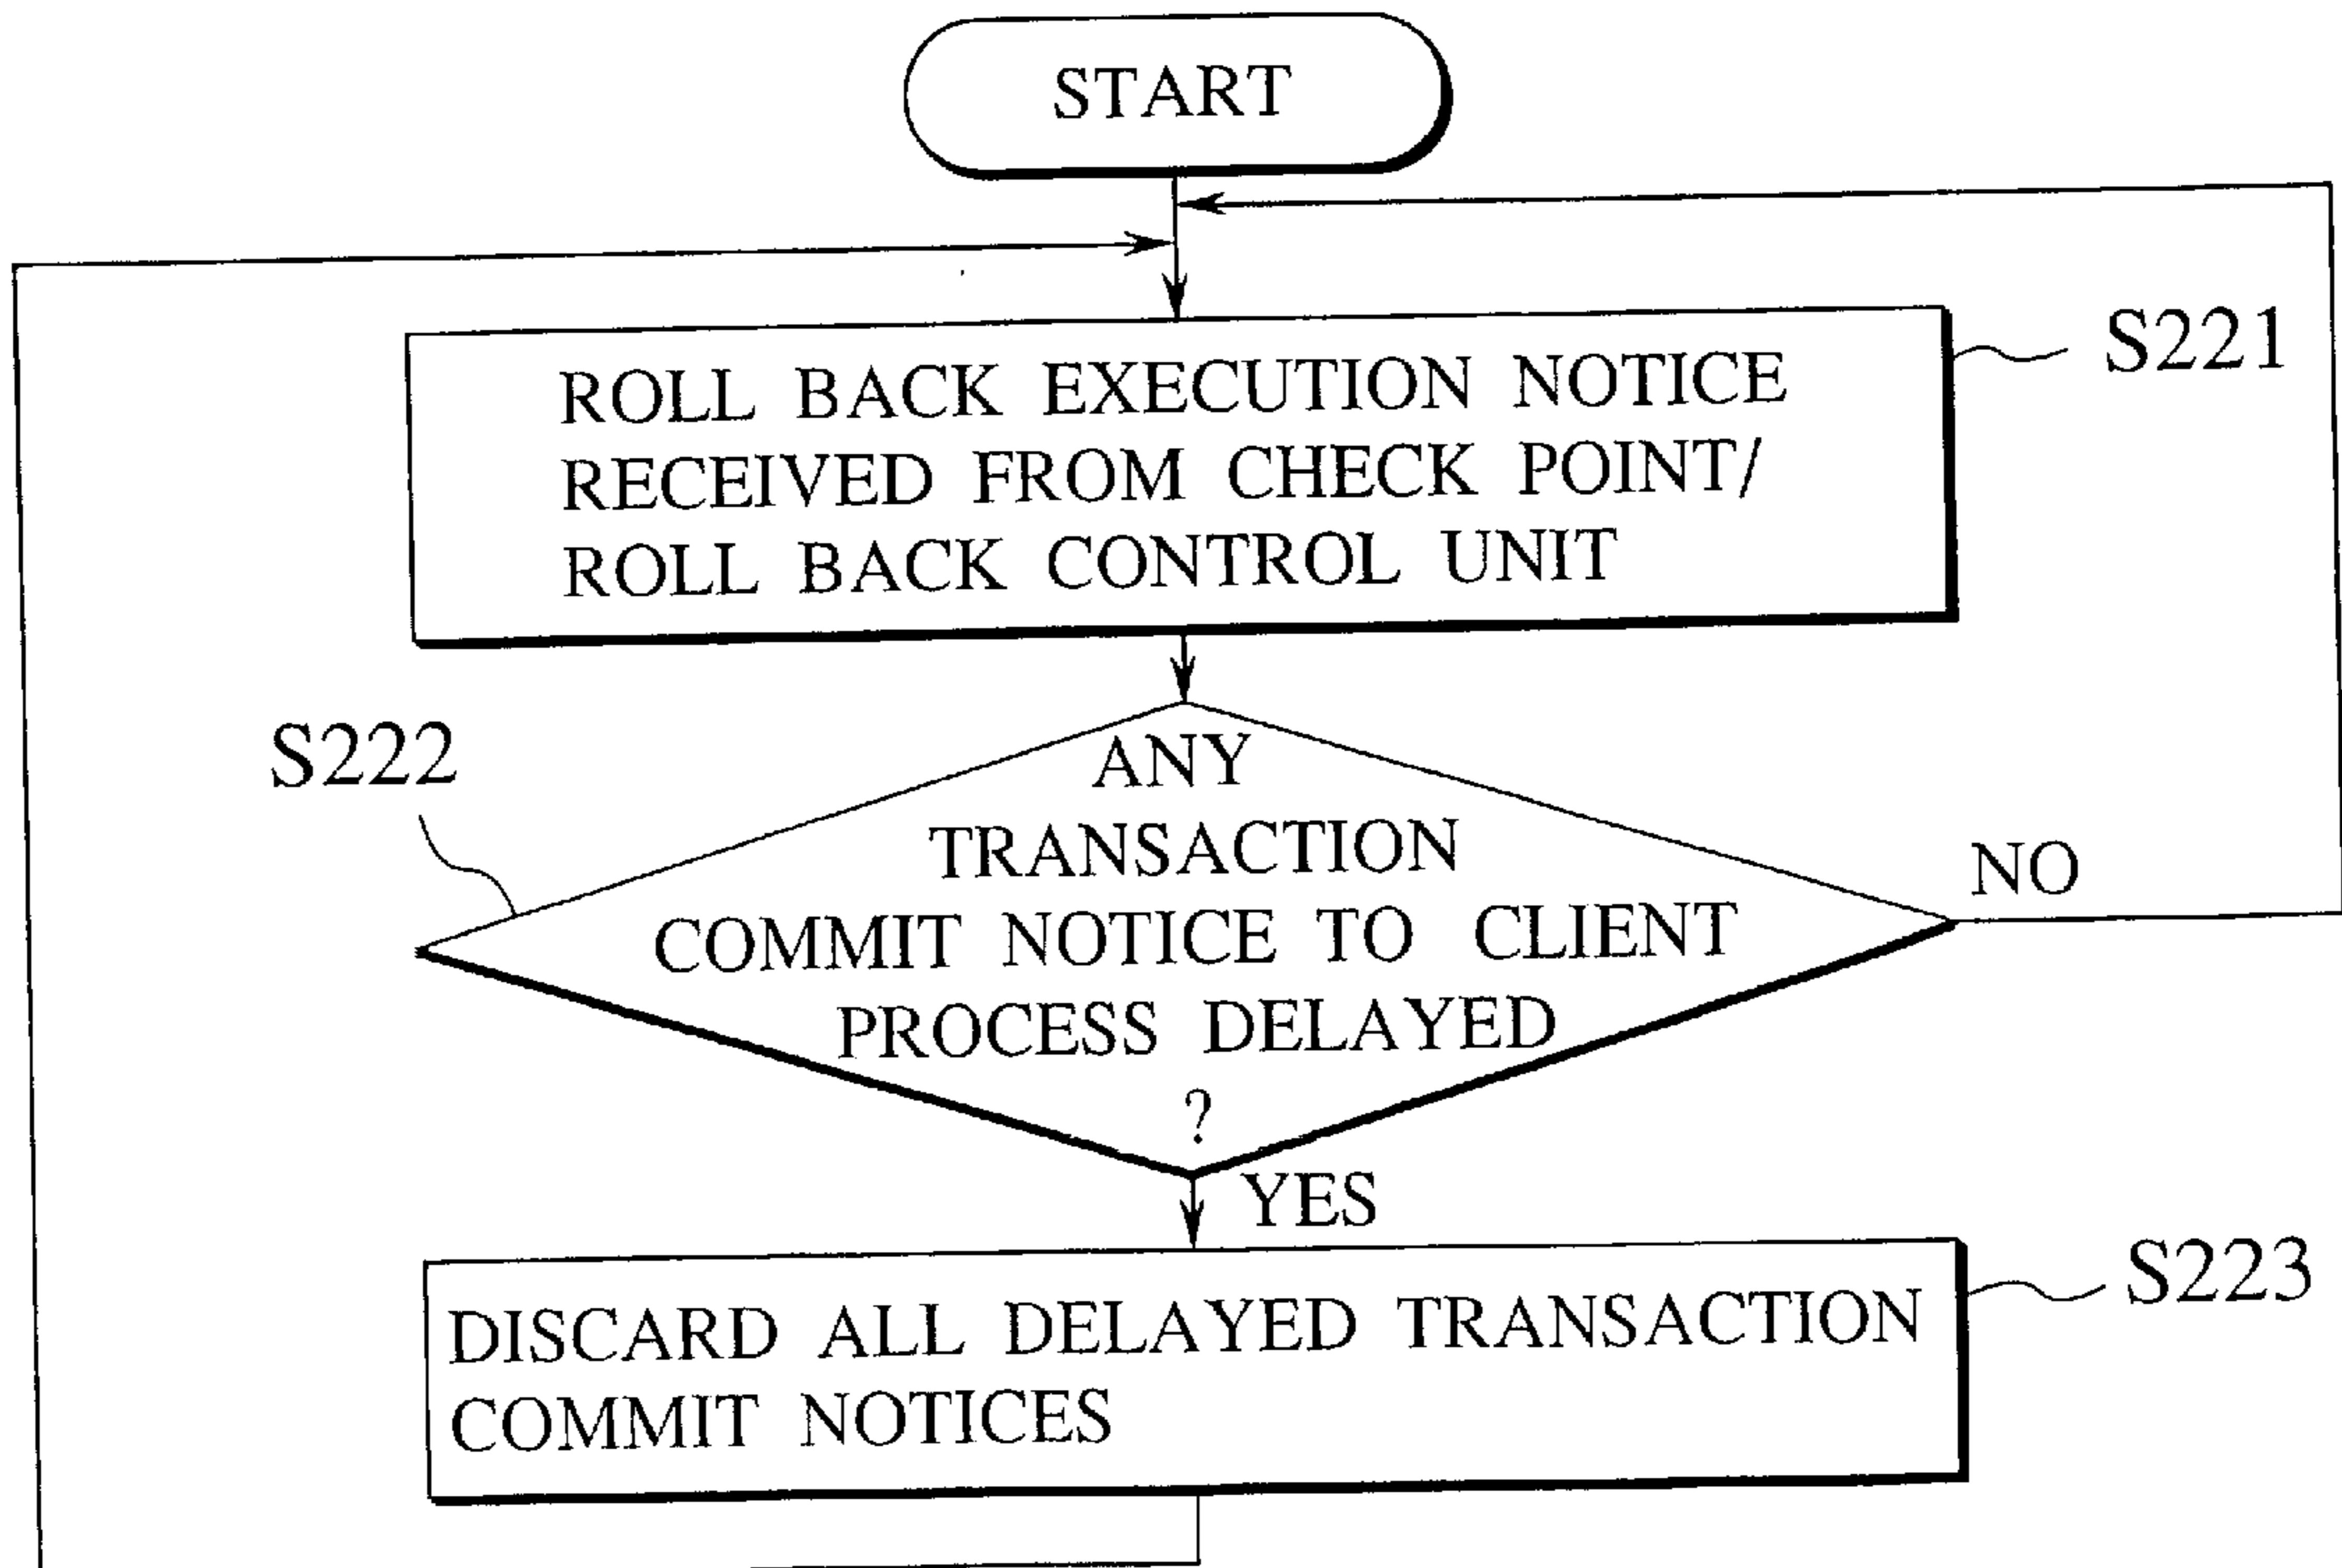 START
S221
ROLL BACK EXECUTION NOTICE
RECEIVED FROM CHECK POINT/
ROLL BACK CONTROL UNIT
S222
ANY
TRANSACTION
COMMIT NOTICE TO CLIENT
PROCESS DELAYED
?
NO
YES
S223
DISCARD ALL DELAYED TRANSACTION
COMMIT NOTICES